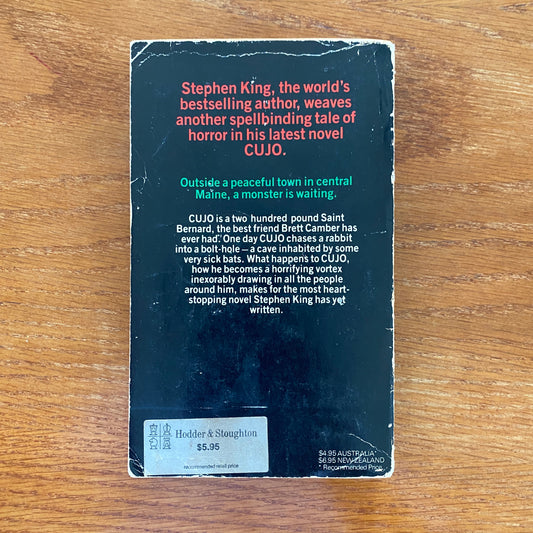 Stephen King, the world's
bestselling author, weaves
another spellbinding tale of
horror in his latest novel
CUJO.
Outside a peaceful town in central
Maine, a monster is waiting.
CUJO is a two hundred pound Saint
Bernard, the best friend Brett Camber has
ever had. One day CUJO chases a rabbit
into a bolt-hole – a cave inhabited by some
very sick bats. What happens to CUJO,
how he becomes a horrifying vortex
inexorably drawing in all the people
around him, makes for the most heart-
stopping novel Stephen King has yet
written.
Hodder & Stoughton
$5.95
recommended retail price
$4.95 AUSTRALIA*
$6.95 NEW ZEALAND
*Recommended Price